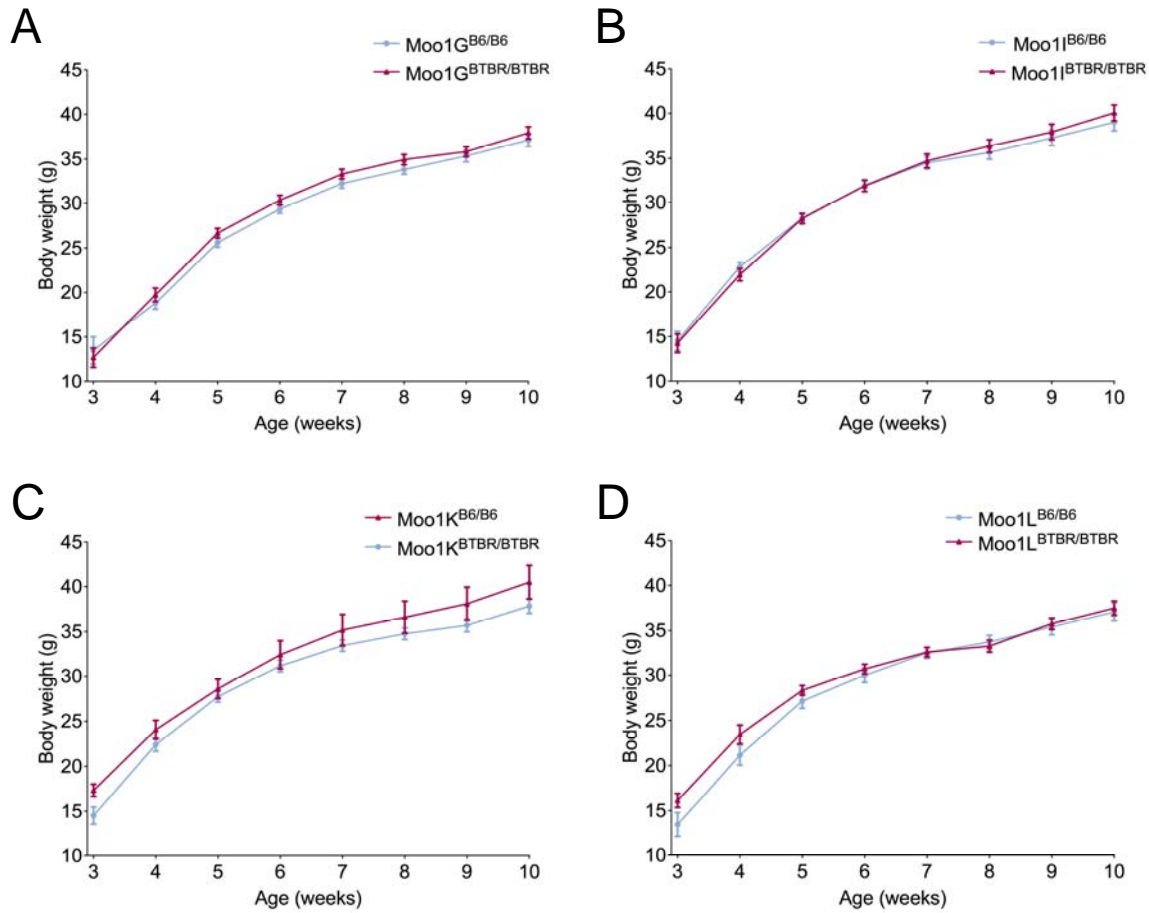 A
Moo1G^B6/B6
Moo1G^BTBR/BTBR
45
40
35
30
25
20
15
10
Body weight (g)
3 4 5 6 7 8 9 10
Age (weeks)
B
Moo1I^B6/B6
Moo1I^BTBR/BTBR
45
40
35
30
25
20
15
10
Body weight (g)
3 4 5 6 7 8 9 10
Age (weeks)
C
Moo1K^B6/B6
Moo1K^BTBR/BTBR
45
40
35
30
25
20
15
10
Body weight (g)
3 4 5 6 7 8 9 10
Age (weeks)
D
Moo1L^B6/B6
Moo1L^BTBR/BTBR
45
40
35
30
25
20
15
10
Body weight (g)
3 4 5 6 7 8 9 10
Age (weeks)